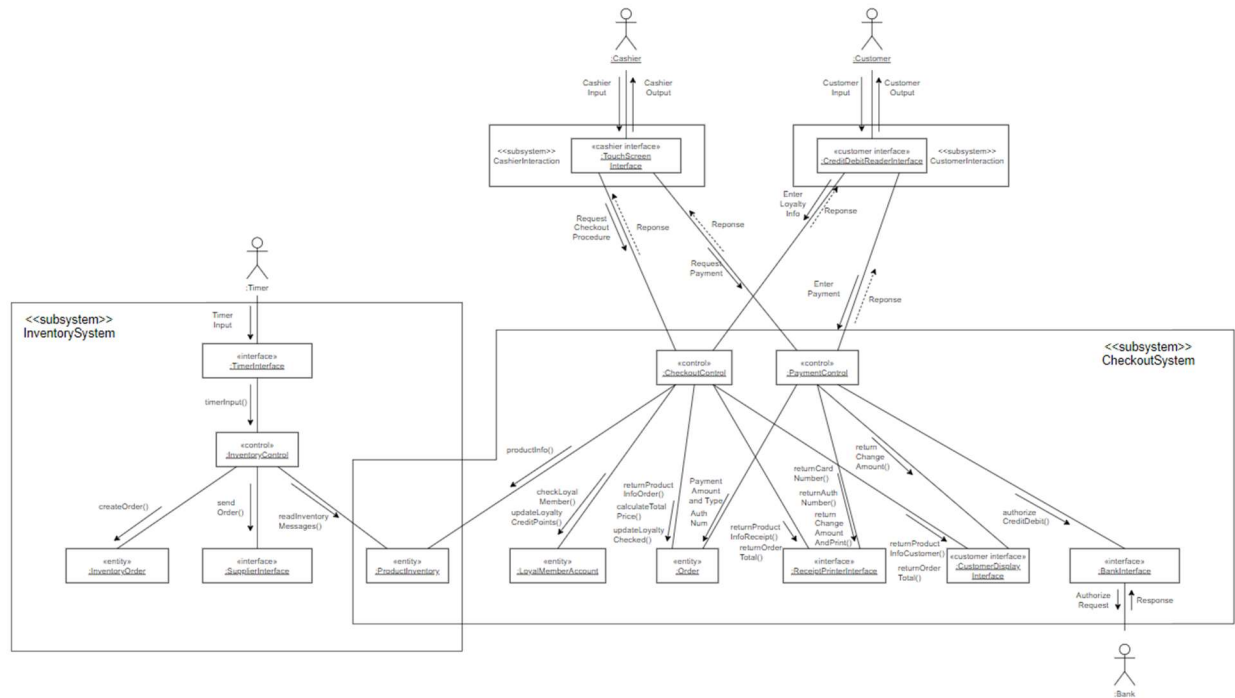 :Cashier
:Customer
Cashier
Input
Cashier
Output
Customer
Input
Customer
Output
<<subsystem>>
CashierInteraction
«cashier interface»
:TouchScreen
Interface
«customer interface»
:CreditDebitReaderInterface
<<subsystem>>
CustomerInteraction
Enter
Loyalty
Info
Reponse
Request
Checkout
Procedure
Reponse
Reponse
Request
Payment
Enter
Payment
Reponse
:Timer
<<subsystem>>
InventorySystem
Timer
Input
«interface»
:TimerInterface
timerInput()
«control»
:InventoryControl
createOrder()
send
Order()
readInventory
Messages()
«entity»
:InventoryOrder
«interface»
:SupplierInterface
«entity»
:ProductInventory
<<subsystem>>
CheckoutSystem
«control»
:CheckoutControl
«control»
:PaymentControl
productInfo()
checkLoyal
Member()
updateLoyalty
CreditPoints()
returnProduct
InfoOrder()
calculateTotal
Price()
updateLoyalty
Checked()
Payment
Amount
and Type
Auth
Num
returnProduct
InfoReceipt()
returnOrder
Total()
returnCard
Number()
returnAuth
Number()
return
Change
Amount
AndPrint()
return
Change
Amount()
returnProduct
InfoCustomer()
returnOrder
Total()
authorize
CreditDebit()
«entity»
:LoyalMemberAccount
«entity»
:Order
«interface»
:ReceiptPrinterInterface
«customer interface»
:CustomerDisplay
Interface
«interface»
:BankInterface
Authorize
Request
Response
:Bank